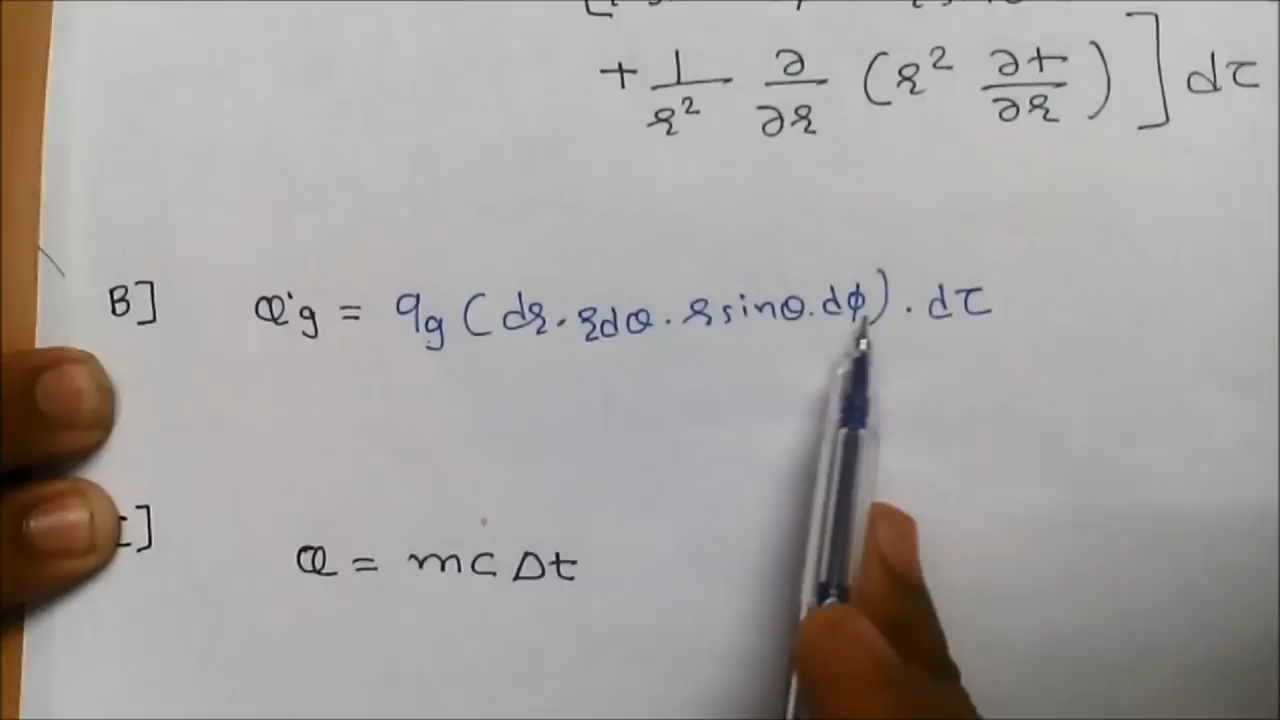 + 1/r² ∂/∂r (r² ∂t/∂r) ] dτ
B] Q'g = qg (dr. rdθ. rsinθ. dϕ) . dτ
Q = mc Δt